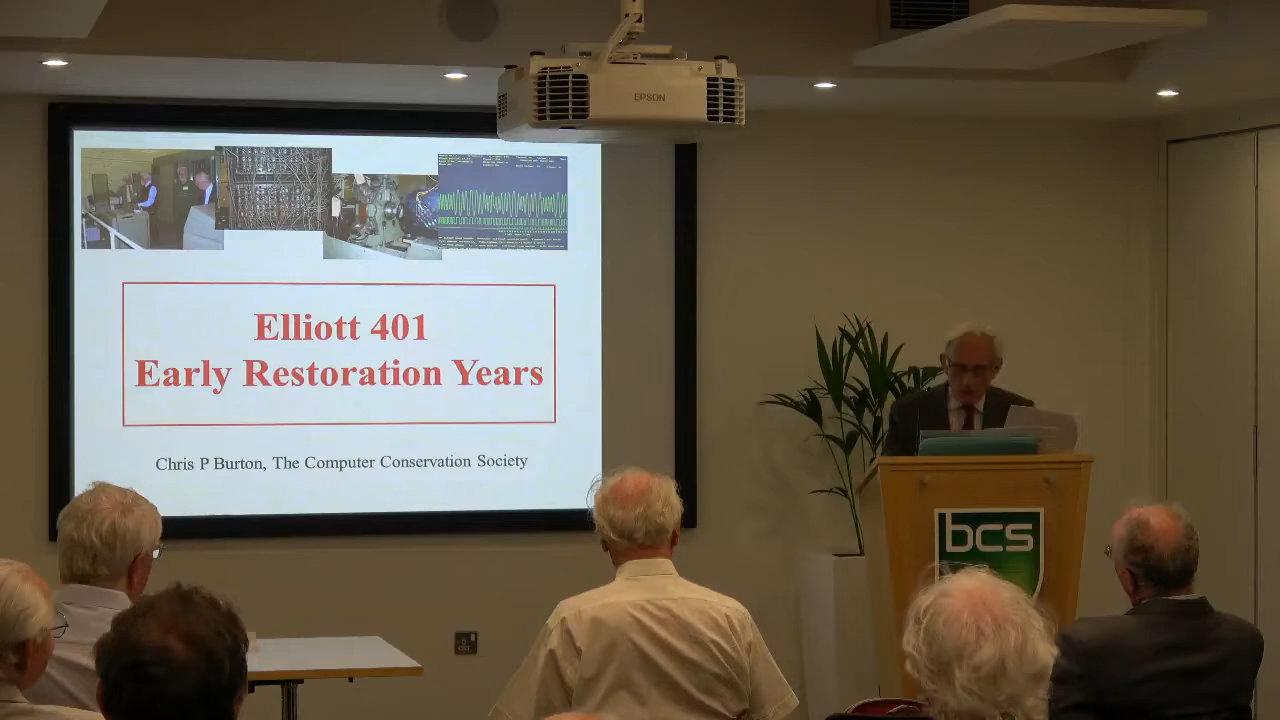 EPSON
Elliott 401
Early Restoration Years
Chris P Burton, The Computer Conservation Society
bcs